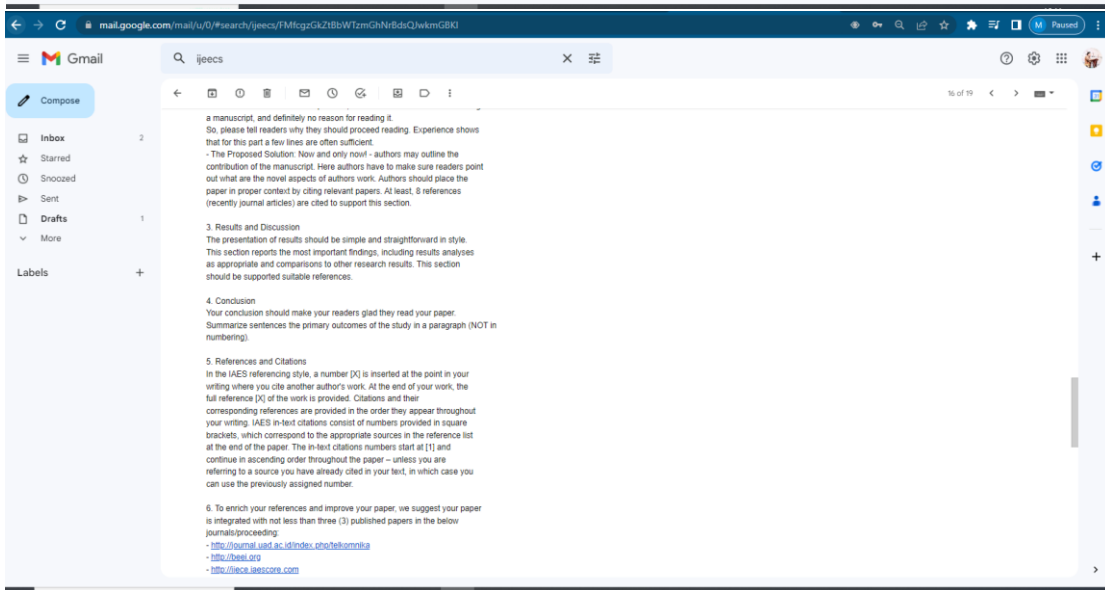 mail.google.com/mail/u/0/#search/ijeecs/FMfcgzGkZtBbWTzmGhNrBdsQJwkmGBKl
M Paused
Gmail
ijeecs
Compose
16 of 19
Inbox 2
Starred
Snoozed
Sent
Drafts 1
More
Labels
a manuscript, and definitely no reason for reading it.
So, please tell readers why they should proceed reading. Experience shows
that for this part a few lines are often sufficient.
- The Proposed Solution: Now and only now! - authors may outline the
contribution of the manuscript. Here authors have to make sure readers point
out what are the novel aspects of authors work. Authors should place the
paper in proper context by citing relevant papers. At least, 8 references
(recently journal articles) are cited to support this section.
3. Results and Discussion
The presentation of results should be simple and straightforward in style.
This section reports the most important findings, including results analyses
as appropriate and comparisons to other research results. This section
should be supported suitable references.
4. Conclusion
Your conclusion should make your readers glad they read your paper.
Summarize sentences the primary outcomes of the study in a paragraph (NOT in
numbering).
5. References and Citations
In the IAES referencing style, a number [X] is inserted at the point in your
writing where you cite another author's work. At the end of your work, the
full reference [X] of the work is provided. Citations and their
corresponding references are provided in the order they appear throughout
your writing. IAES in-text citations consist of numbers provided in square
brackets, which correspond to the appropriate sources in the reference list
at the end of the paper. The in-text citations numbers start at [1] and
continue in ascending order throughout the paper – unless you are
referring to a source you have already cited in your text, in which case you
can use the previously assigned number.
6. To enrich your references and improve your paper, we suggest your paper
is integrated with not less than three (3) published papers in the below
journals/proceeding:
- http://journal.uad.ac.id/index.php/telkomnika
- http://beei.org
- http://ijece.iaescore.com